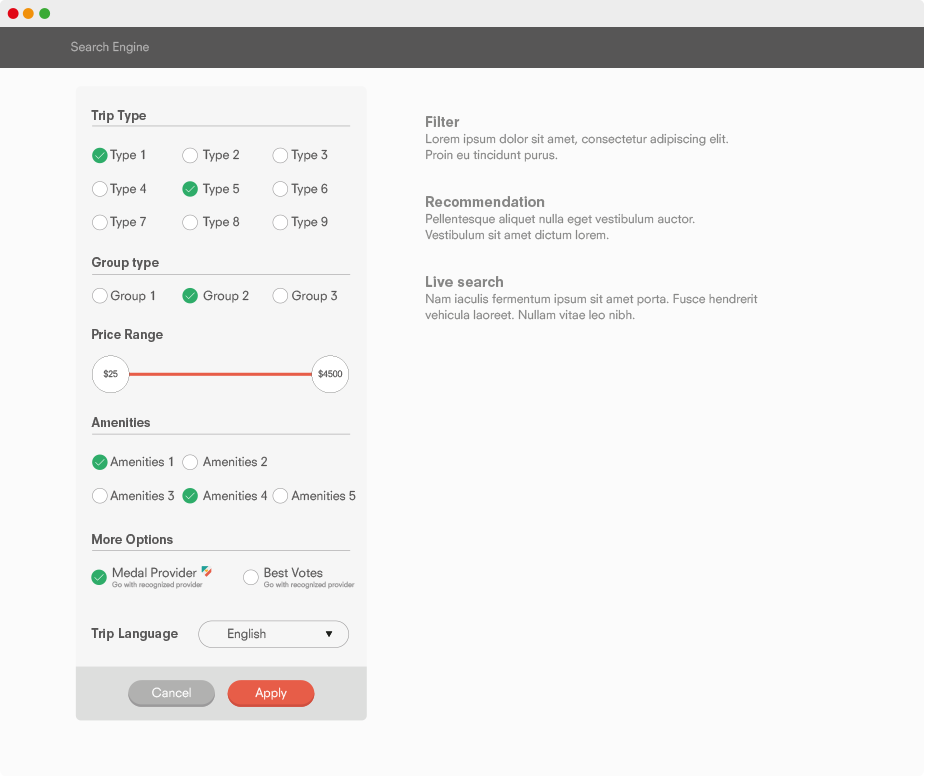 Search Engine
Trip Type
Type 1 Type 2 Type 3
Type 4 Type 5 Type 6
Type 7 Type 8 Type 9
Group type
Group 1 Group 2 Group 3
Price Range
$25 $4500
Amenities
Amenities 1 Amenities 2
Amenities 3 Amenities 4 Amenities 5
More Options
Medal Provider Best Votes
Go with recognized provider Go with recognized provider
Trip Language English
Cancel Apply
Filter
Lorem ipsum dolor sit amet, consectetur adipiscing elit.
Proin eu tincidunt purus.
Recommendation
Pellentesque aliquet nulla eget vestibulum auctor.
Vestibulum sit amet dictum lorem.
Live search
Nam iaculis fermentum ipsum sit amet porta. Fusce hendrerit
vehicula laoreet. Nullam vitae leo nibh.